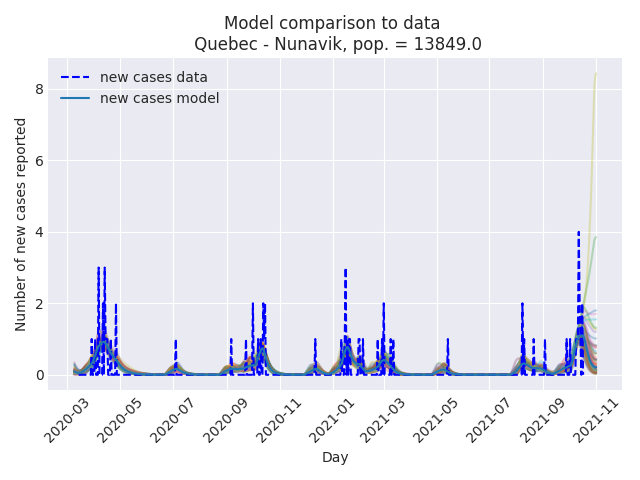 Model comparison to data
Quebec - Nunavik, pop. = 13849.0
new cases data
new cases model
Number of new cases reported
8
6
4
2
0
2020-03
2020-05
2020-07
2020-09
2020-11
2021-01
2021-03
2021-05
2021-07
2021-09
2021-11
Day